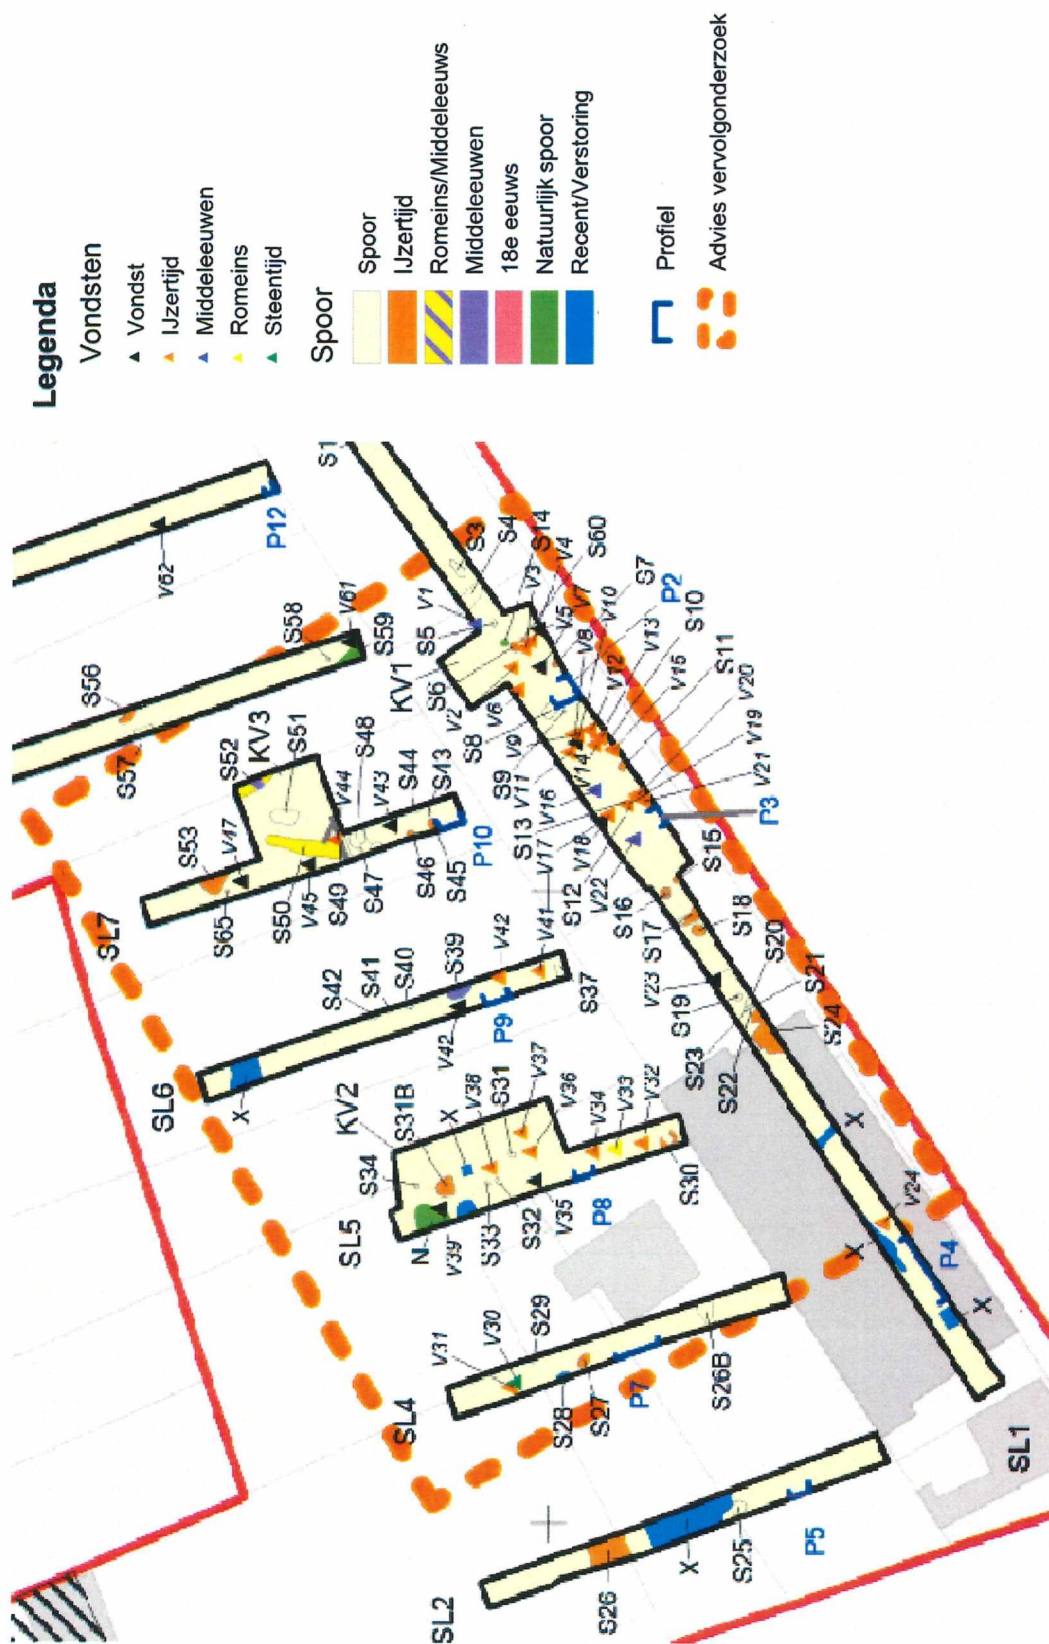 Legenda
Vondsten
Vondst
IJzertijd
Middeleeuwen
Romeins
Steentijd
Spoor
Spoor
IJzertijd
Romeins/Middeleeuws
Middeleeuwen
18e eeuws
Natuurlijk spoor
Recent/Verstoring
Profiel
Advies vervolgonderzoek
SL2
S26
X
S25
P5
SL4
V31
V30
S29
S28
S27
P7
S26B
SL1
SL5
S34
KV2
S31B
X
V38
S31
V37
V36
V34
V33
V32
N
V39
S33
S32
V35
P8
S30
SL6
X
S42
S41
S40
S39
V42
V42
P9
V41
S37
SL7
S53
V47
S65
S50
V45
S49
S47
S46
S45
P10
S52
KV3
S51
V44
S48
V43
S44
S43
S57
S56
S58
V61
S59
V62
P12
S1
S3
S4
S14
V3
V4
S60
V1
S5
KV1
S6
V2
V6
V5
V7
V10
S7
P2
V8
S8
V9
V12
V13
S10
S9
V11
V14
V15
S11
V16
S13
V17
V20
V19
V18
V21
P3
S12
V22
S16
S15
S17
S18
V23
S19
S20
S21
S23
S22
S24
X
V24
X
P4
X